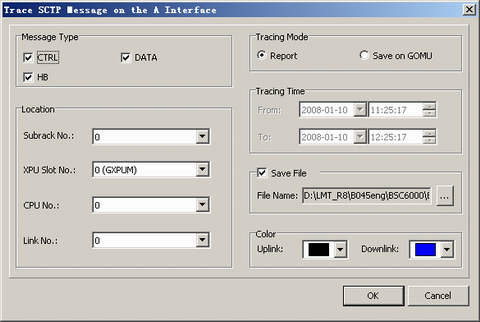 Trace SCTP Message on the A Interface
Message Type
CTRL
DATA
HB
Location
Subrack No.: 0
XPU Slot No.: 0 (GXPUM)
CPU No.: 0
Link No.: 0
Tracing Mode
Report
Save on GOMU
Tracing Time
From: 2008-01-10 11:25:17
To: 2008-01-10 12:25:17
Save File
File Name: D:\LMT_R8\B045eng\BSC6000\ ...
Color
Uplink:
Downlink:
OK
Cancel